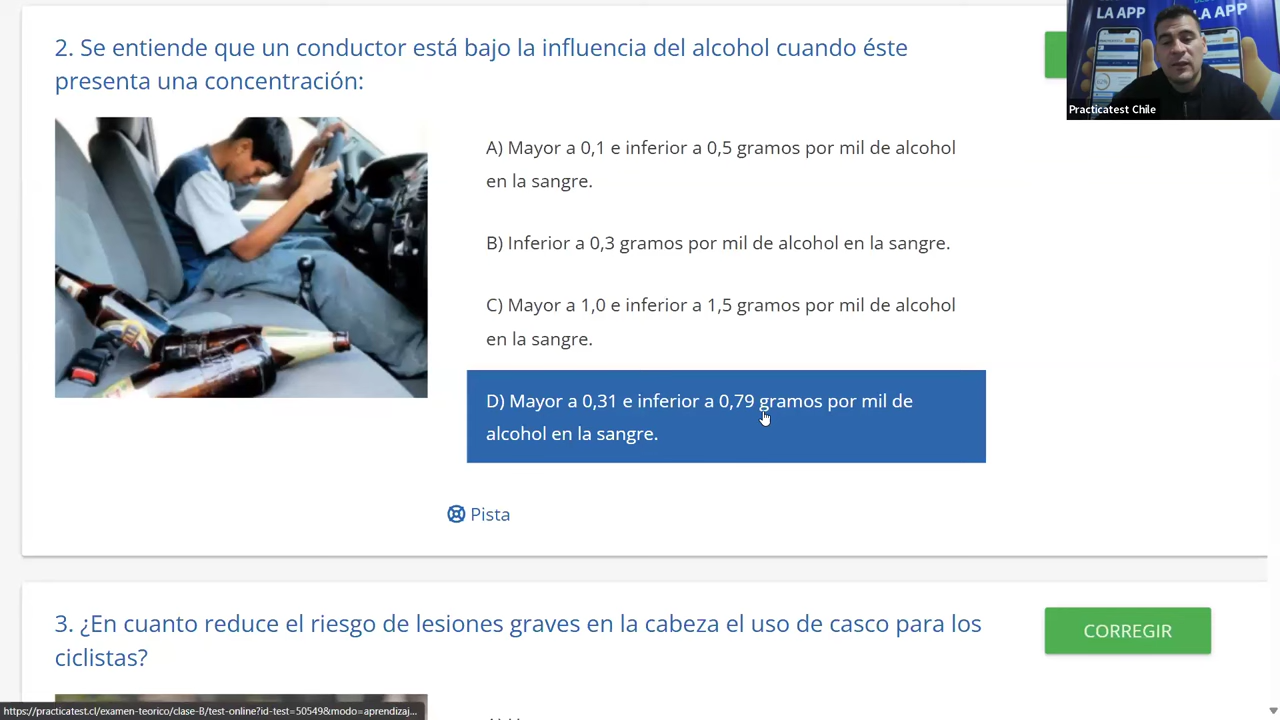 2. Se entiende que un conductor está bajo la influencia del alcohol cuando éste
presenta una concentración:
LA APP
LA APP
Practicatest Chile
A) Mayor a 0,1 e inferior a 0,5 gramos por mil de alcohol
en la sangre.
B) Inferior a 0,3 gramos por mil de alcohol en la sangre.
C) Mayor a 1,0 e inferior a 1,5 gramos por mil de alcohol
en la sangre.
D) Mayor a 0,31 e inferior a 0,79 gramos por mil de
alcohol en la sangre.
Pista
3. ¿En cuanto reduce el riesgo de lesiones graves en la cabeza el uso de casco para los
ciclistas?
CORREGIR
https://practicatest.cl/examen-teorico/clase-B/test-online?id-test=50549&modo=aprendizaj...